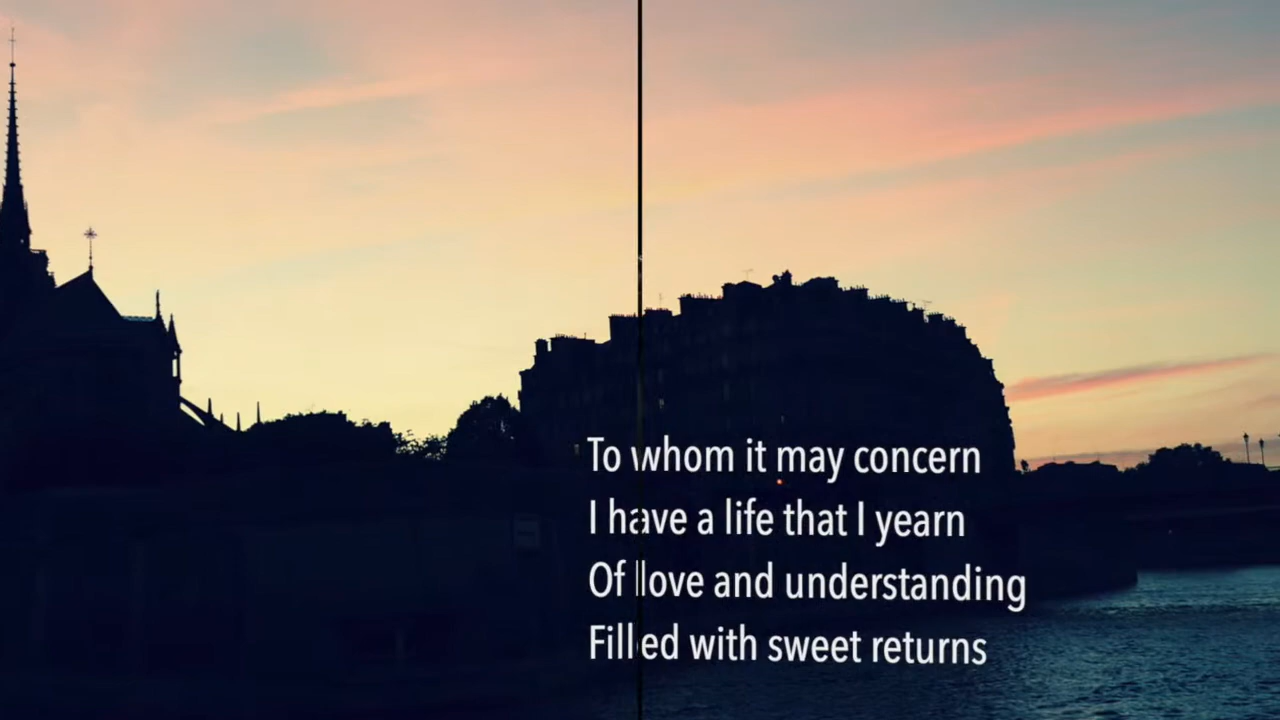 To whom it may concern
I have a life that I yearn
Of love and understanding
Filled with sweet returns